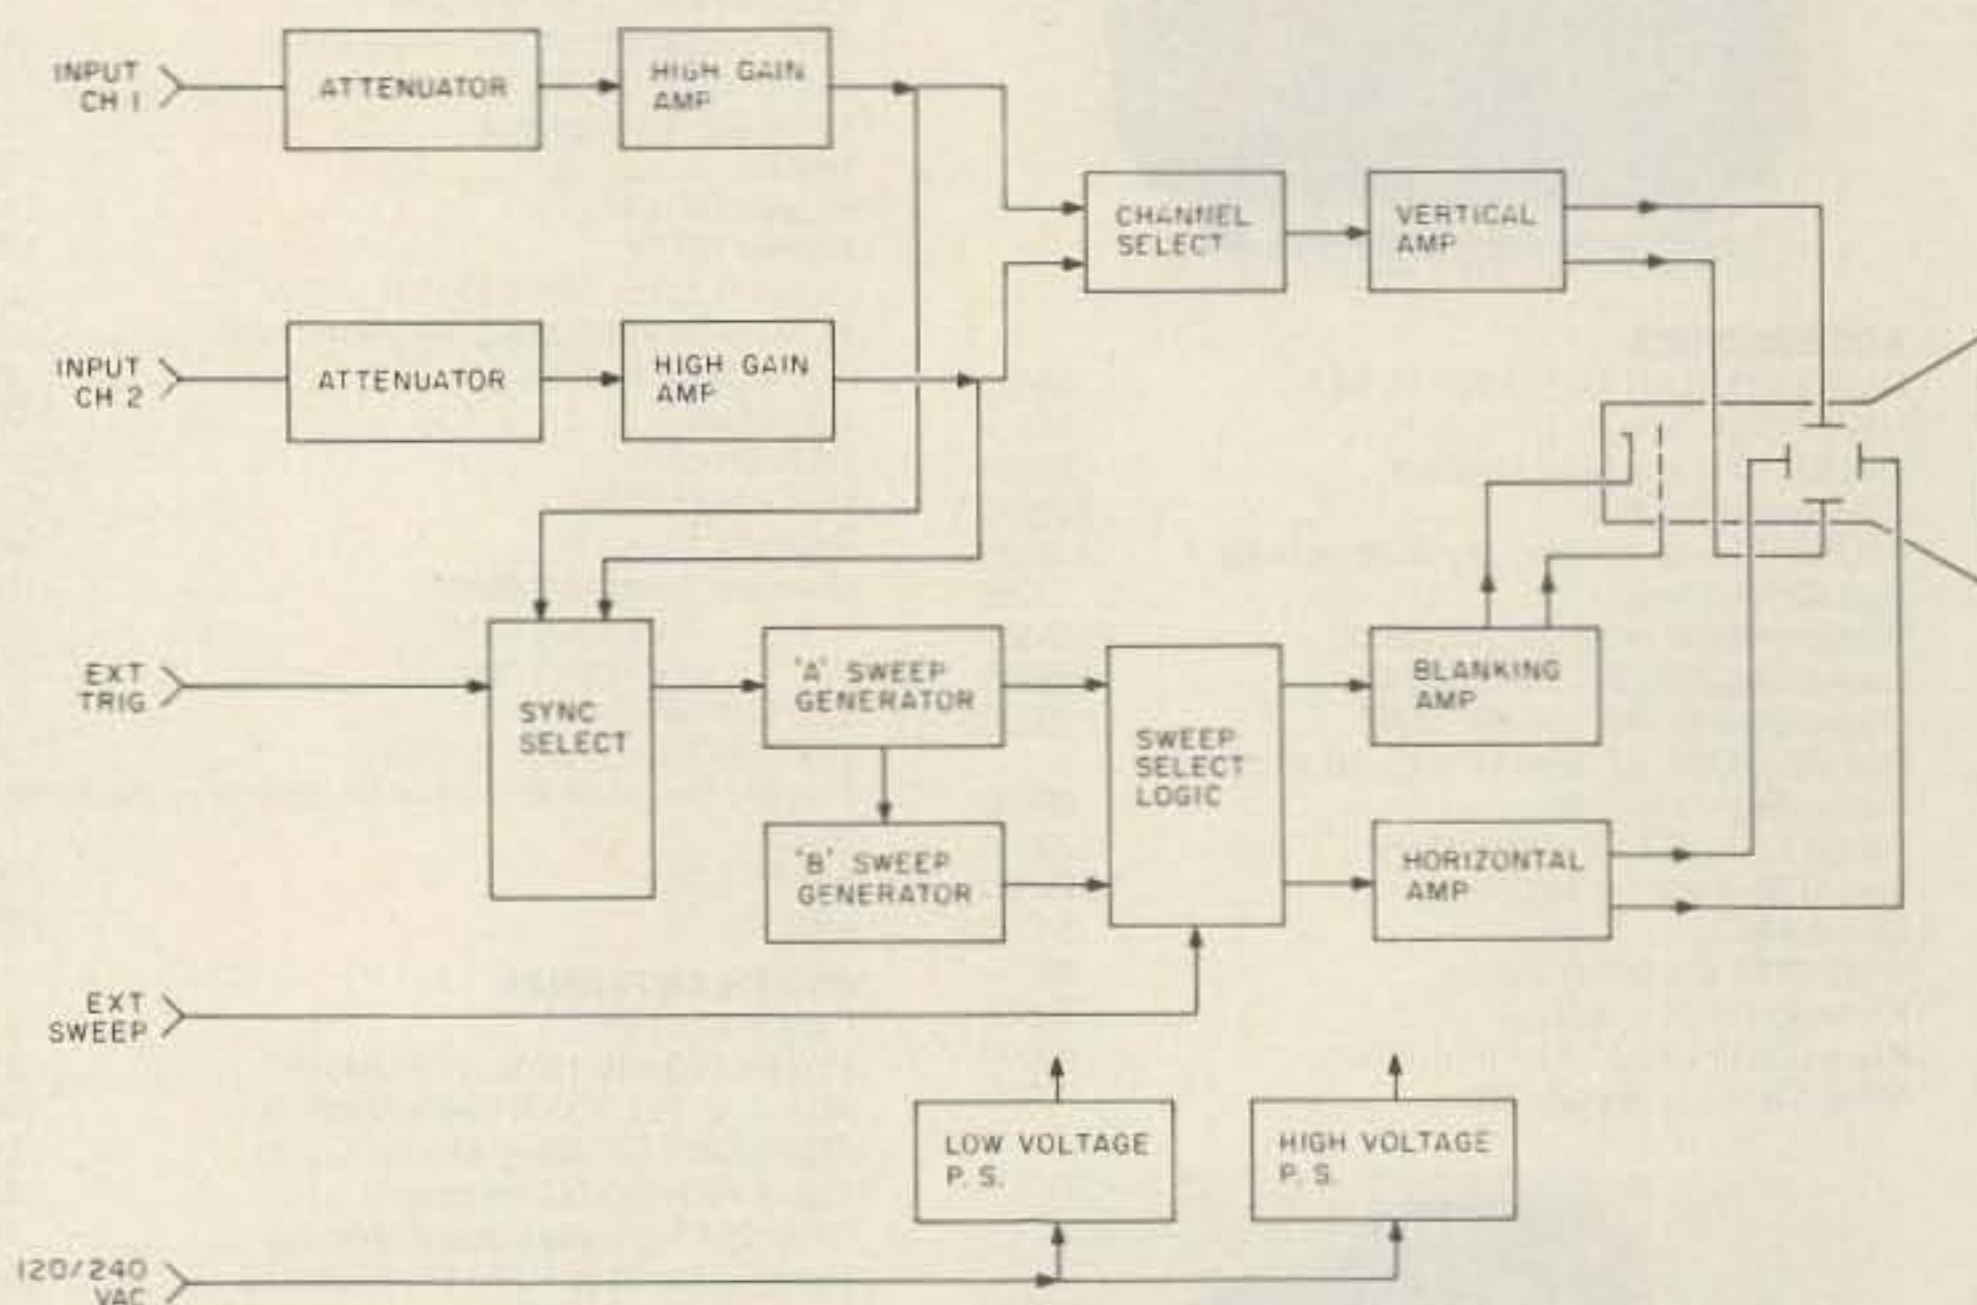 INPUT
CH 1
ATTENUATOR
HIGH GAIN
AMP
CHANNEL
SELECT
VERTICAL
AMP
INPUT
CH 2
ATTENUATOR
HIGH GAIN
AMP
EXT
TRIG
SYNC
SELECT
'A' SWEEP
GENERATOR
'B' SWEEP
GENERATOR
SWEEP
SELECT
LOGIC
BLANKING
AMP
HORIZONTAL
AMP
EXT
SWEEP
LOW VOLTAGE
P. S.
HIGH VOLTAGE
P. S.
120/240
VAC